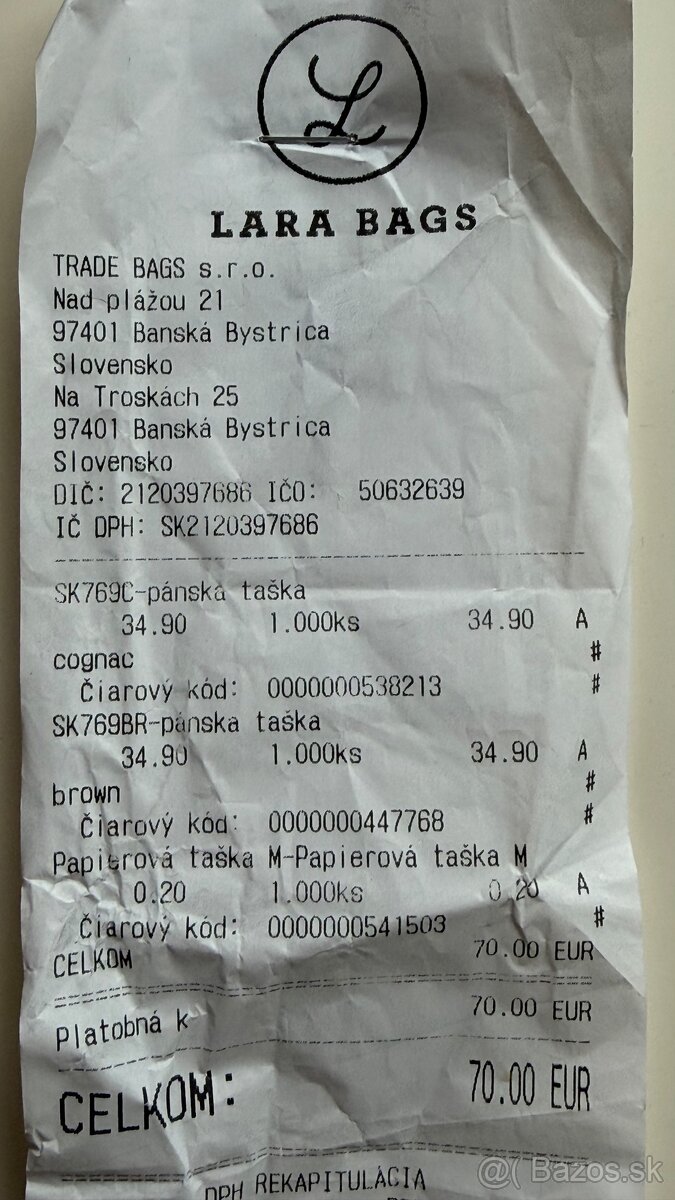 L
LARA BAGS
TRADE BAGS s.r.o.
Nad plážou 21
97401 Banská Bystrica
Slovensko
Na Troskách 25
97401 Banská Bystrica
Slovensko
DIČ: 2120397686 IČO: 50632639
IČ DPH: SK2120397686
SK769C-pánska taška
34.90 1.000ks 34.90 A
#
cognac
Čiarový kód: 0000000538213 #
SK769BR-pánska taška
34.90 1.000ks 34.90 A
#
brown
Čiarový kód: 0000000447768 #
Papierová taška M-Papierová taška M
0.20 1.000ks 0.20 A
Čiarový kód: 0000000541503 #
CELKOM 70.00 EUR
Platobná k 70.00 EUR
CELKOM: 70.00 EUR
DPH REKAPITULÁCIA
@( Bazos.sk